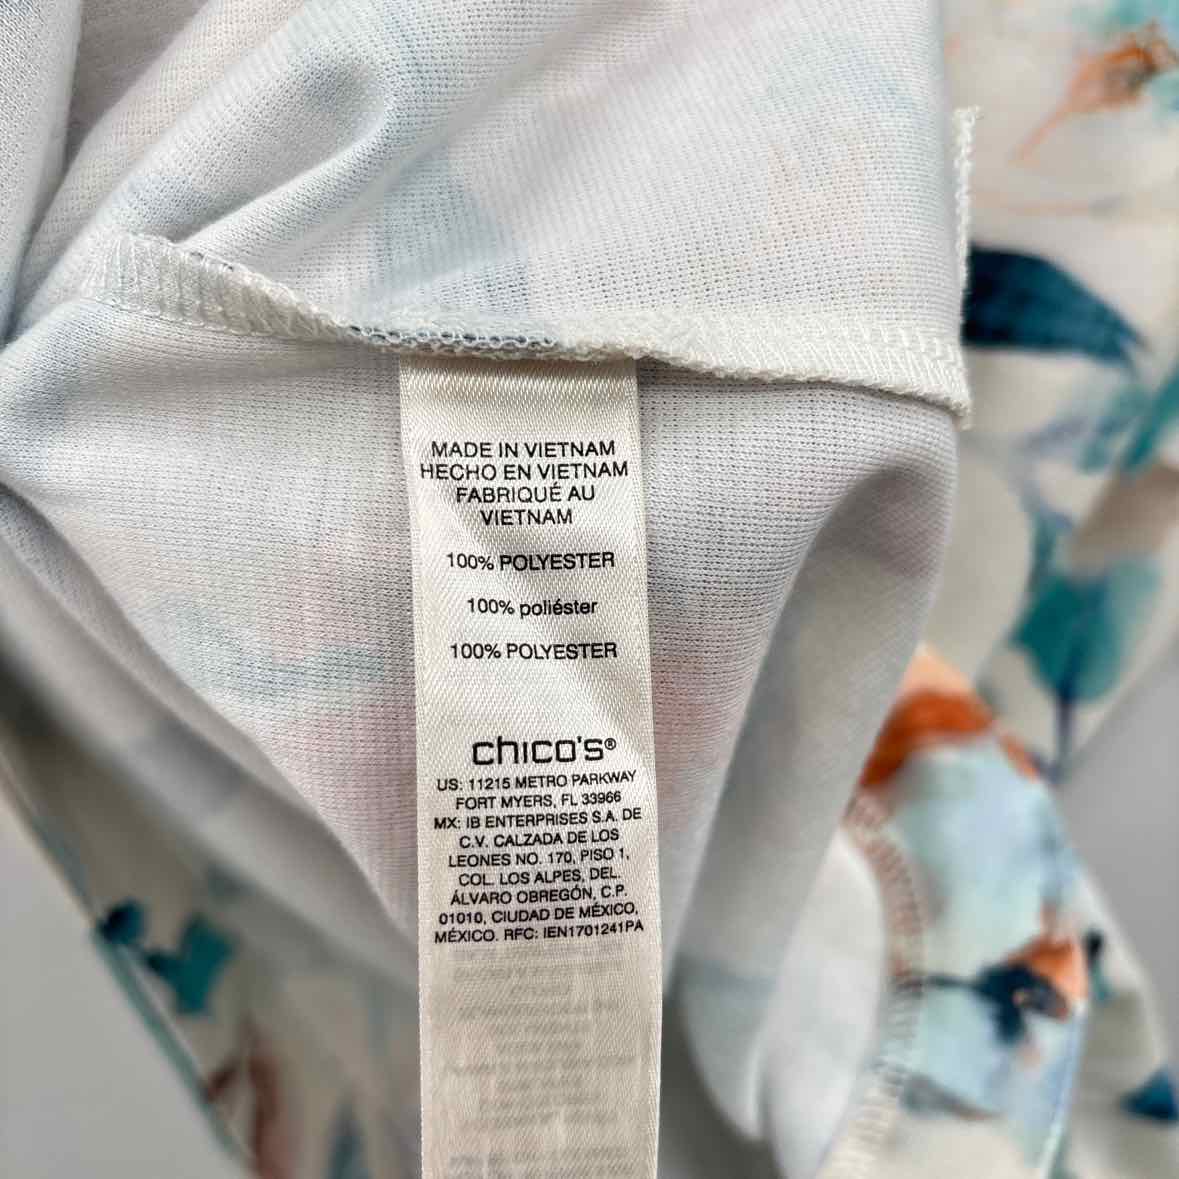 MADE IN VIETNAM
HECHO EN VIETNAM
FABRIQUÉ AU
VIETNAM
100% POLYESTER
100% poliéster
100% POLYESTER
chico's®
US: 11215 METRO PARKWAY
FORT MYERS, FL 33966
MX: IB ENTERPRISES S.A. DE
C.V. CALZADA DE LOS
LEONES NO. 170, PISO 1,
COL. LOS ALPES, DEL.
ÁLVARO OBREGÓN, C.P.
01010, CIUDAD DE MÉXICO,
MÉXICO. RFC: IEN1701241PA